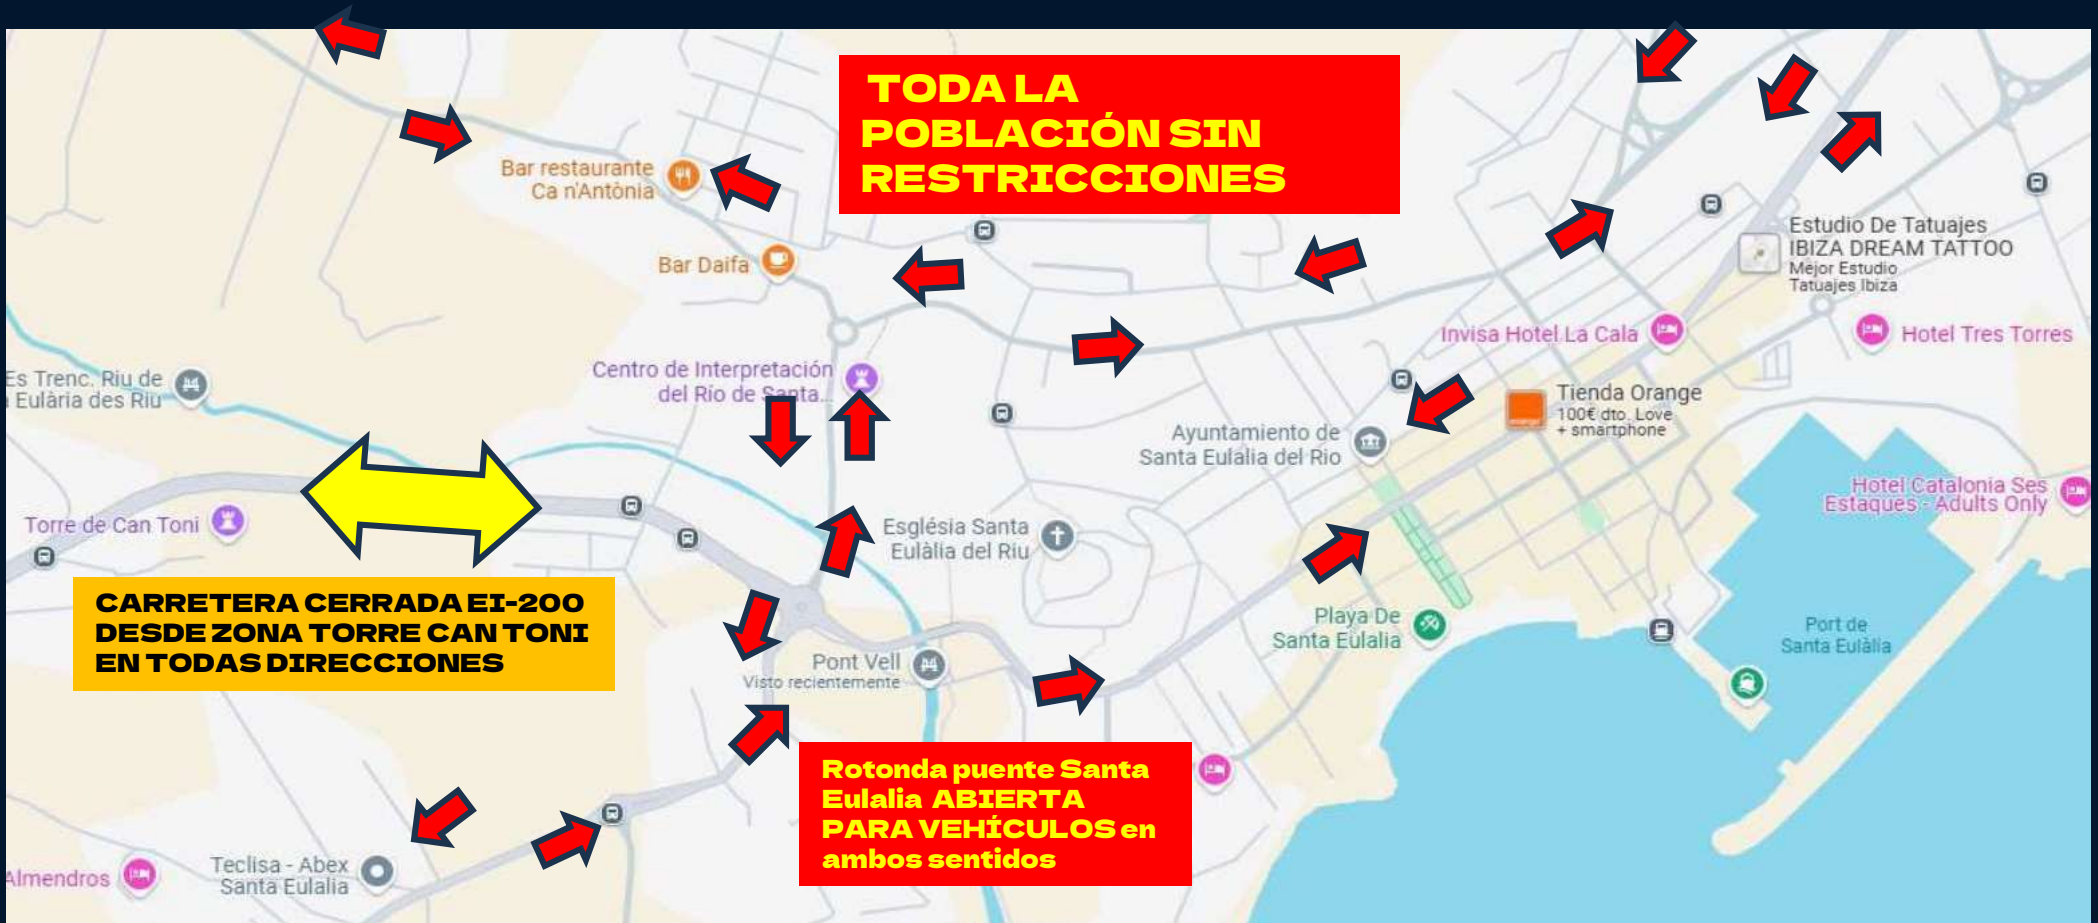 TODA LA
POBLACIÓN SIN
RESTRICCIONES
Bar restaurante
Ca n'Antònia
Bar Daifa
Estudio De Tatuajes
IBIZA DREAM TATTOO
Mejor Estudio
Tatuajes Ibiza
Invisa Hotel La Cala
Hotel Tres Torres
Centro de Interpretación
del Río de Santa...
Es Trenc. Riu de
Eulària des Riu
Tienda Orange
100€ dto. Love
+ smartphone
Ayuntamiento de
Santa Eulalia del Rio
Hotel Catalonia Ses
Estaques - Adults Only
Torre de Can Toni
Església Santa
Eulàlia del Riu
CARRETERA CERRADA EI-200
DESDE ZONA TORRE CAN TONI
EN TODAS DIRECCIONES
Playa De
Santa Eulalia
Port de
Santa Eulàlia
Pont Vell
Visto recientemente
Rotonda puente Santa
Eulalia ABIERTA
PARA VEHÍCULOS en
ambos sentidos
Teclisa - Abex
Santa Eulalia
Almendros